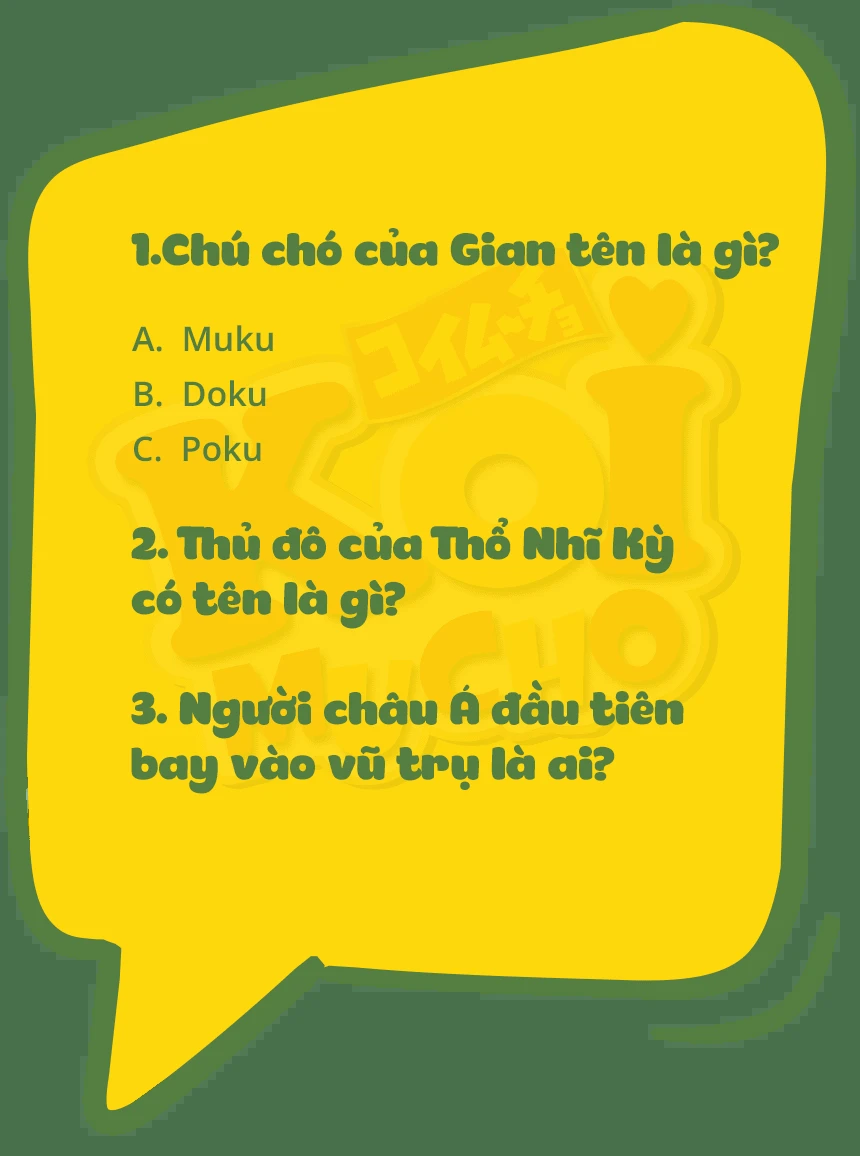 1.Chú chó của Gian tên là gì?
コイムーチョ
A. Muku
B. Doku
C. Poku
KOI
2. Thủ đô của Thổ Nhĩ Kỳ
có tên là gì?
MUCHO
3. Người châu Á đầu tiên
bay vào vũ trụ là ai?